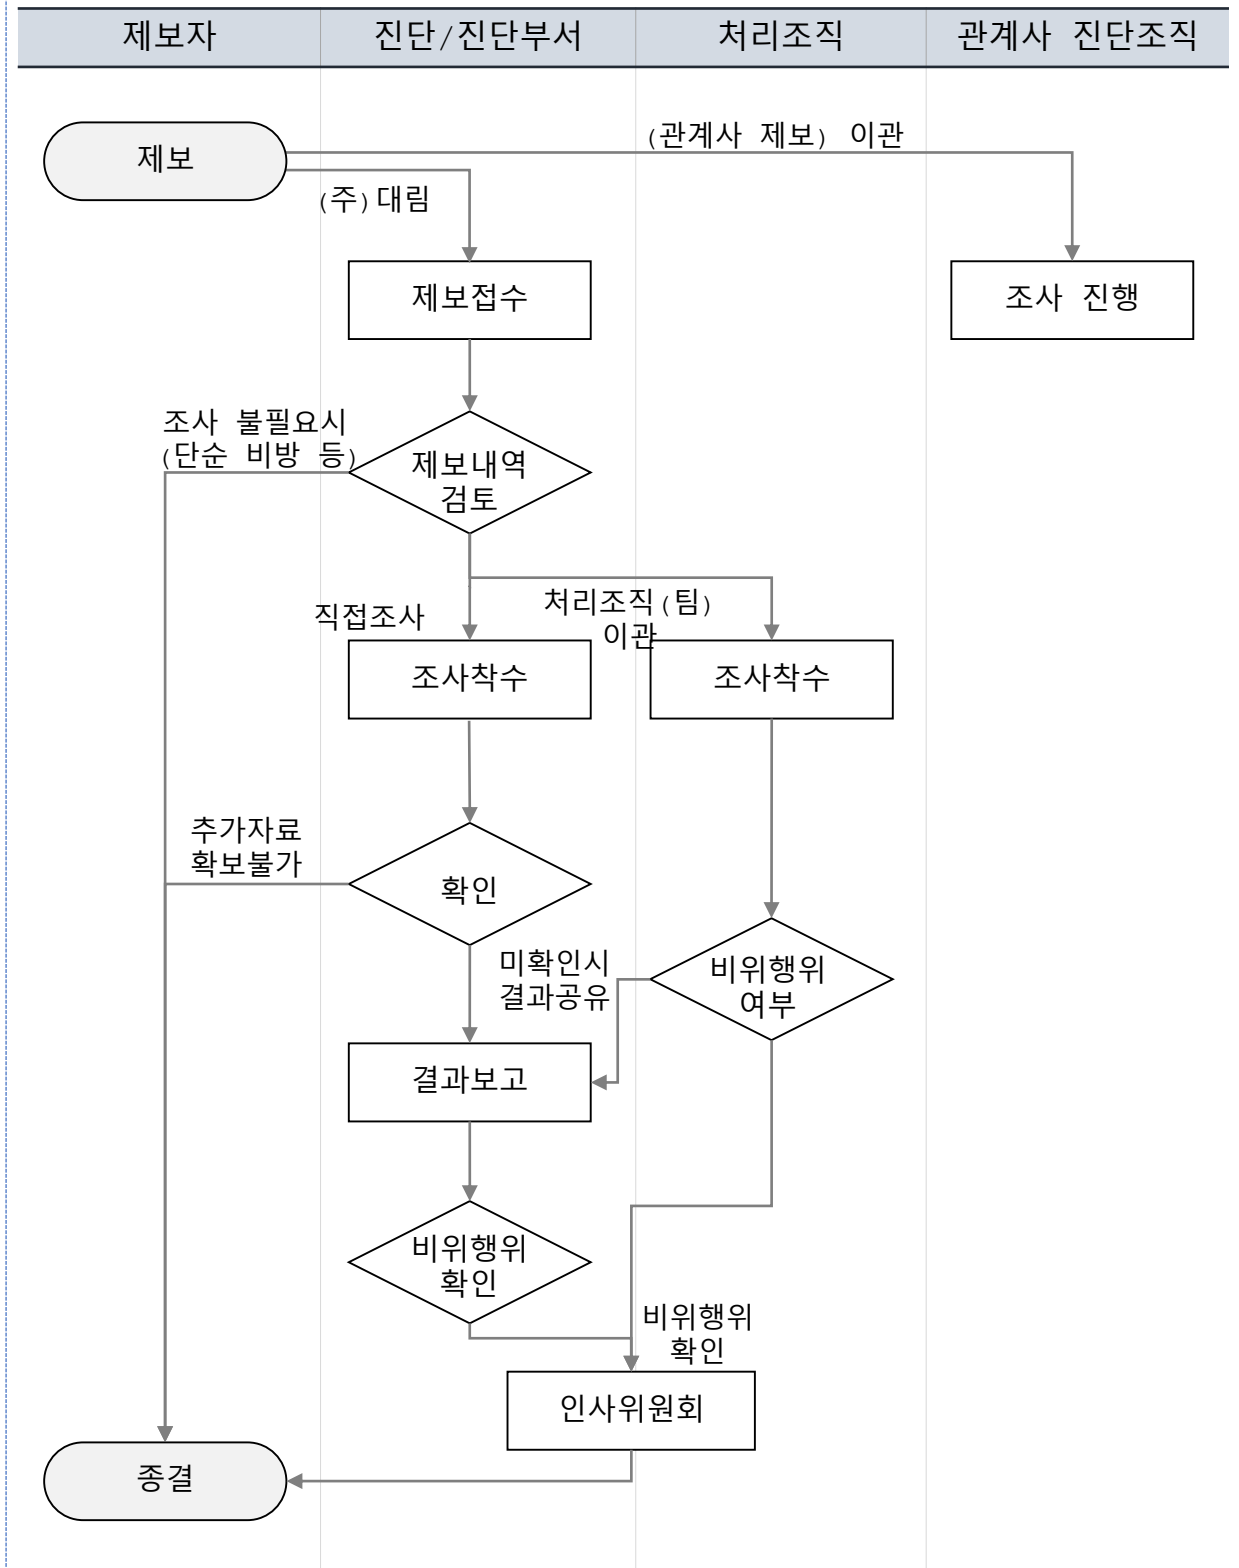 제보자
진단/진단부서
처리조직
관계사 진단조직
제보
(관계사 제보) 이관
(주)대림
제보접수
조사 진행
조사 불필요시
(단순 비방 등)
제보내역
검토
직접조사
처리조직(팀)
이관
조사착수
조사착수
추가자료
확보불가
확인
미확인시
결과공유
비위행위
여부
결과보고
비위행위
확인
비위행위
확인
인사위원회
종결